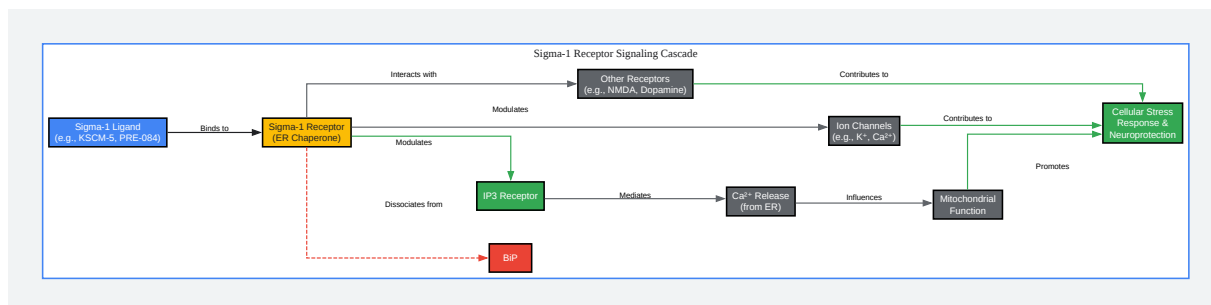 Sigma-1 Receptor Signaling Cascade
Interacts with
Other Receptors
(e.g., NMDA, Dopamine)
Contributes to
Modulates
Sigma-1 Ligand
(e.g., KSCM-5, PRE-084)
Binds to
Sigma-1 Receptor
(ER Chaperone)
Modulates
Ion Channels
(e.g., K⁺, Ca²⁺)
Contributes to
Cellular Stress
Response &
Neuroprotection
Promotes
IP3 Receptor
Mediates
Ca²⁺ Release
(from ER)
Influences
Mitochondrial
Function
Dissociates from
BiP